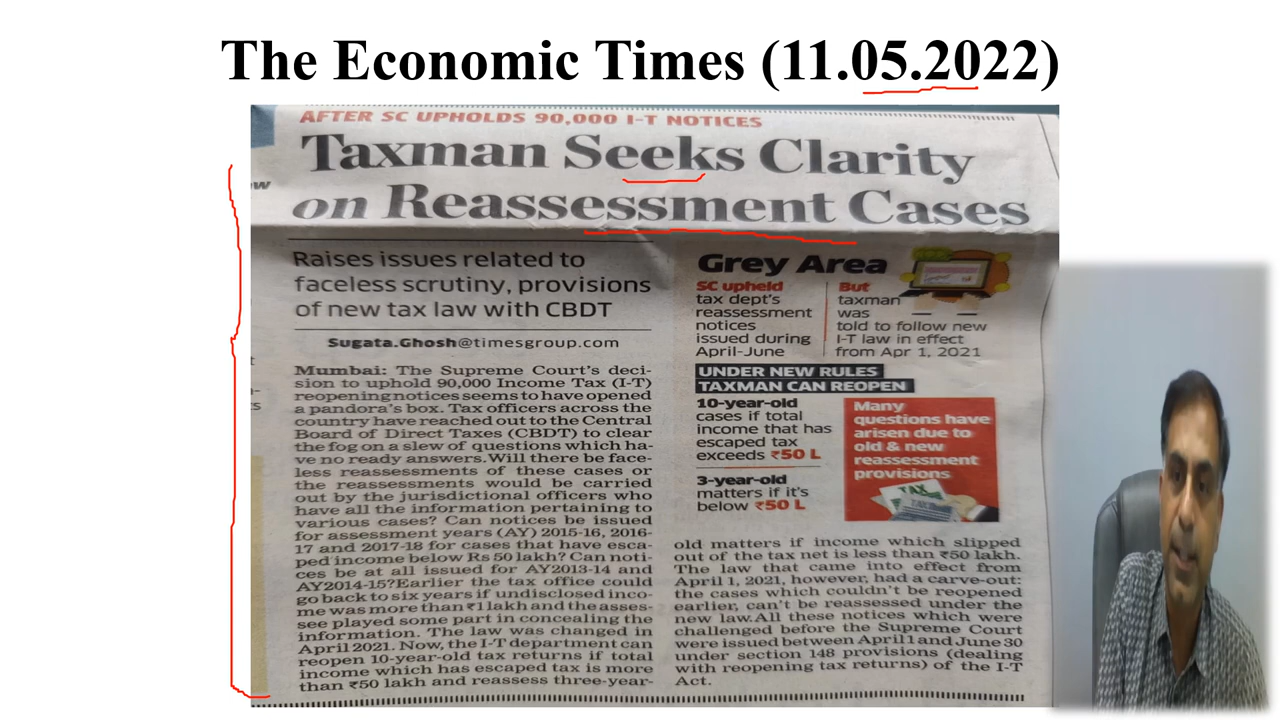 The Economic Times (11.05.2022)
AFTER SC UPHOLDS 90,000 I-T NOTICES
Taxman Seeks Clarity
on Reassessment Cases
Raises issues related to
faceless scrutiny, provisions
of new tax law with CBDT
Sugata.Ghosh@timesgroup.com
Mumbai: The Supreme Court's deci-
sion to uphold 90,000 Income Tax (I-T)
reopening notices seems to have opened
a pandora's box. Tax officers across the
country have reached out to the Central
Board of Direct Taxes (CBDT) to clear
the fog on a slew of questions which ha-
ve no ready answers. Will there be face-
less reassessments of these cases or
the reassessments would be carried
out by the jurisdictional officers who
have all the information pertaining to
various cases? Can notices be issued
for assessment years (AY) 2015-16, 2016-
17 and 2017-18 for cases that have esca-
ped income below Rs 50 lakh? Can noti-
ces be at all issued for AY2013-14 and
AY2014-15?Earlier the tax office could
go back to six years if undisclosed inco-
me was more than ₹1 lakh and the asses-
see played some part in concealing the
information. The law was changed in
April 2021. Now, the I-T department can
reopen 10-year-old tax returns if total
income which has escaped tax is more
than ₹50 lakh and reassess three-year-
Grey Area
SC upheld
tax dept's
reassessment
notices
issued during
April-June
But
taxman
was
told to follow new
I-T law in effect
from Apr 1, 2021
UNDER NEW RULES
TAXMAN CAN REOPEN
10-year-old
cases if total
income that has
escaped tax
exceeds ₹50 L
3-year-old
matters if it's
below ₹50 L
Many
questions have
arisen due to
old & new
reassessment
provisions
TAX
old matters if income which slipped
out of the tax net is less than ₹50 lakh.
The law that came into effect from
April 1, 2021, however, had a carve-out:
the cases which couldn't be reopened
earlier, can't be reassessed under the
new law.All these notices which were
challenged before the Supreme Court
were issued between April 1 and June 30
under section 148 provisions (dealing
with reopening tax returns) of the I-T
Act.